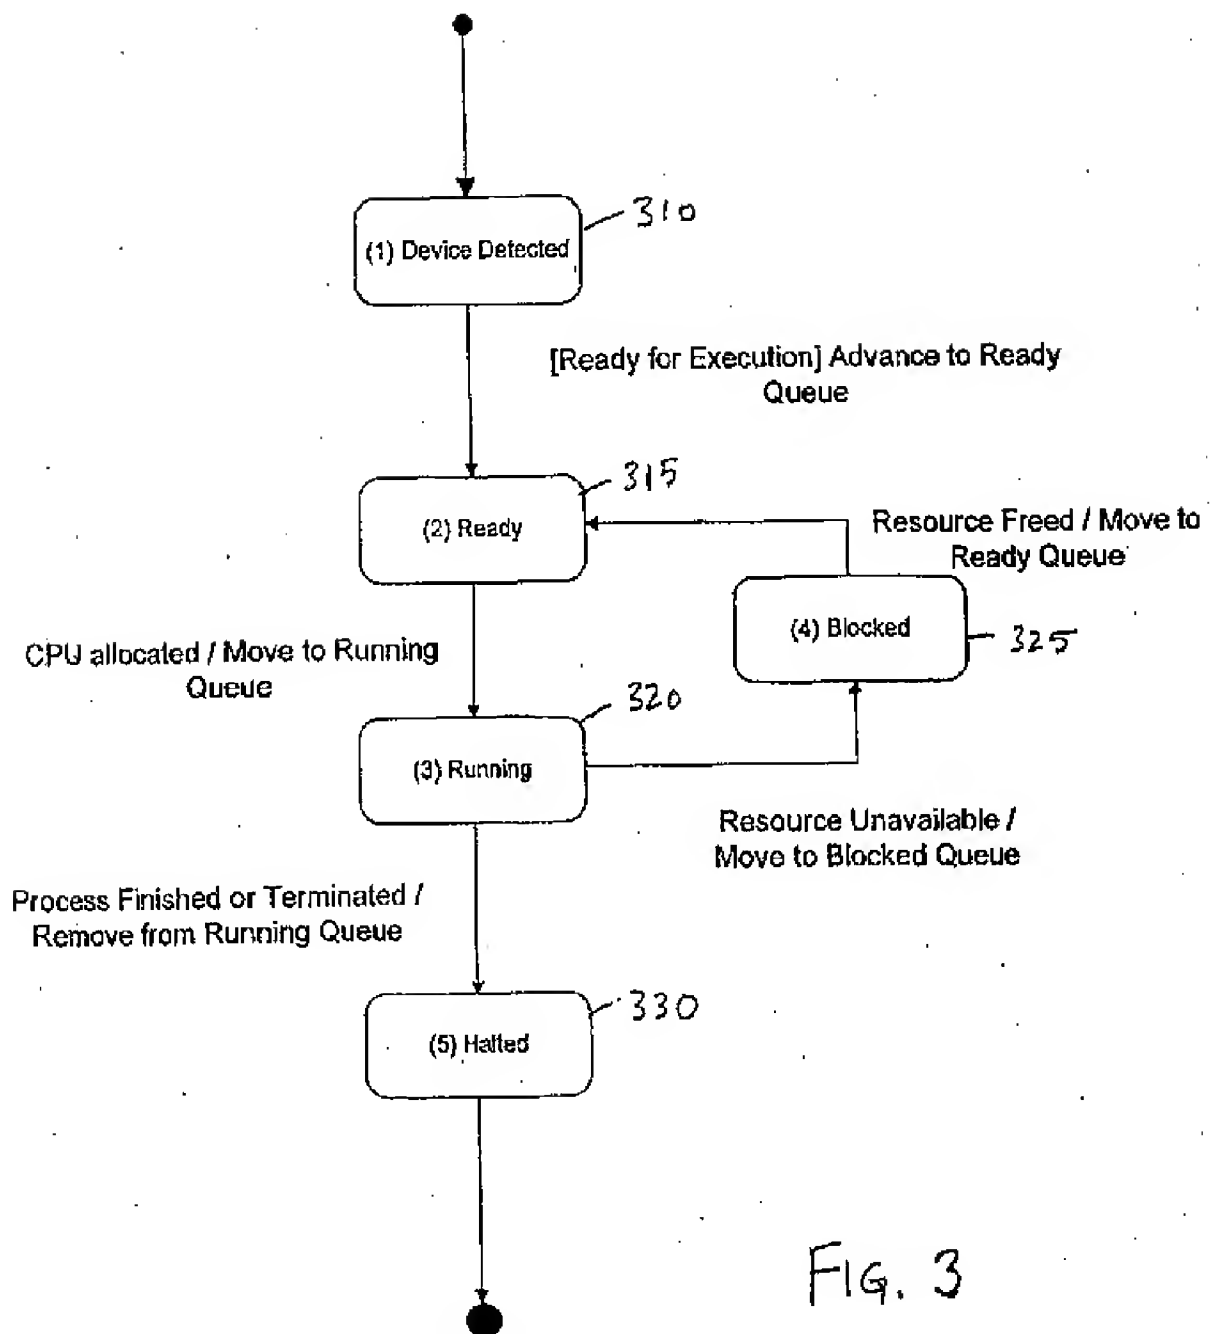 310
(1) Device Detected
[Ready for Execution] Advance to Ready
Queue
315
(2) Ready
Resource Freed / Move to
Ready Queue
(4) Blocked
325
CPU allocated / Move to Running
Queue
320
(3) Running
Resource Unavailable /
Move to Blocked Queue
Process Finished or Terminated /
Remove from Running Queue
330
(5) Halted
FIG. 3